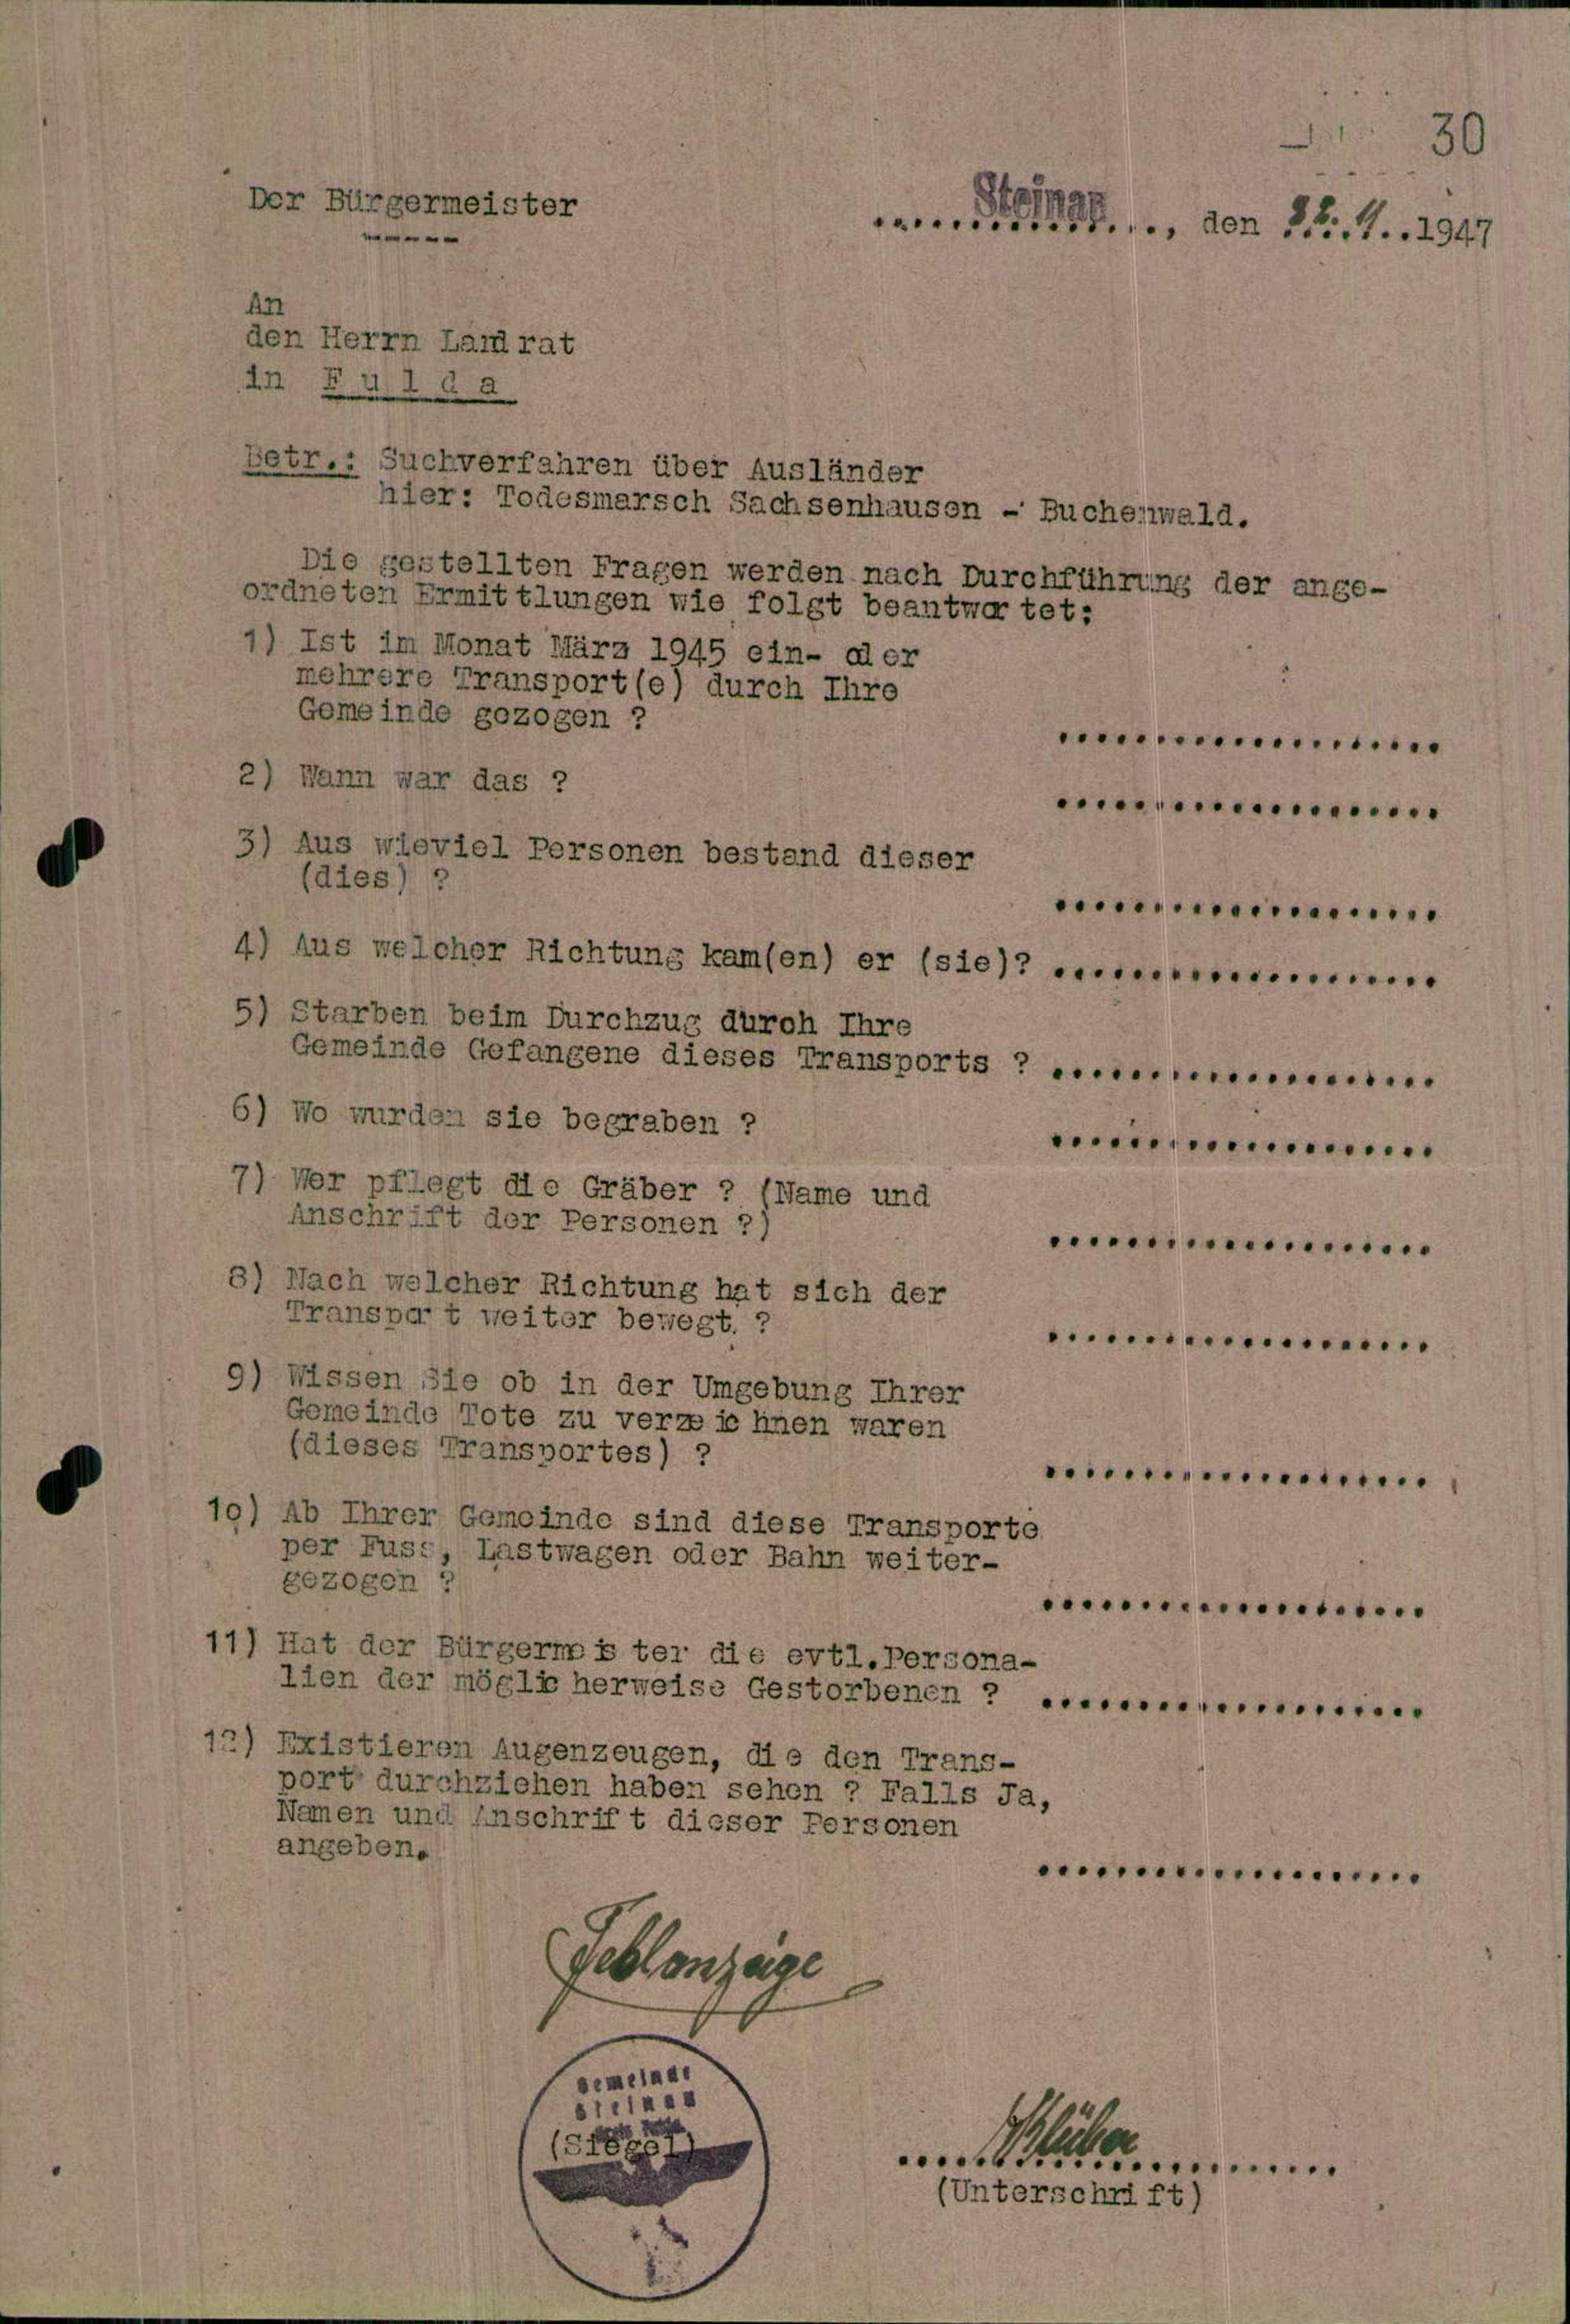 30
Der Bürgermeister
Steinau, den 22.11.1947
An
den Herrn Landrat
in Fulda
Betr.: Suchverfahren über Ausländer
hier: Todesmarsch Sachsenhausen - Buchenwald.
Die gestellten Fragen werden nach Durchführung der ange-
ordneten Ermittlungen wie folgt beantwortet:
1) Ist im Monat März 1945 ein- oder
mehrere Transport(e) durch Ihre
Gemeinde gezogen ? ....................
2) Wann war das ? ....................
3) Aus wieviel Personen bestand dieser
(dies) ? ....................
4) Aus welcher Richtung kam(en) er (sie)? ....................
5) Starben beim Durchzug durch Ihre
Gemeinde Gefangene dieses Transports ? ....................
6) Wo wurden sie begraben ? ....................
7) Wer pflegt die Gräber ? (Name und
Anschrift der Personen ?) ....................
8) Nach welcher Richtung hat sich der
Transport weiter bewegt ? ....................
9) Wissen Sie ob in der Umgebung Ihrer
Gemeinde Tote zu verzeichnen waren
(dieses Transportes) ? ....................
10) Ab Ihrer Gemeinde sind diese Transporte
per Fuss, Lastwagen oder Bahn weiter-
gezogen ? ....................
11) Hat der Bürgermeister die evtl.Persona-
lien der möglicherweise Gestorbenen ? ....................
12) Existieren Augenzeugen, die den Trans-
port durchziehen haben sehen ? Falls Ja,
Namen und Anschrift dieser Personen
angeben. ....................
Fehlanzeige
Gemeinde
Steinau
(Siegel)
(Unterschrift)